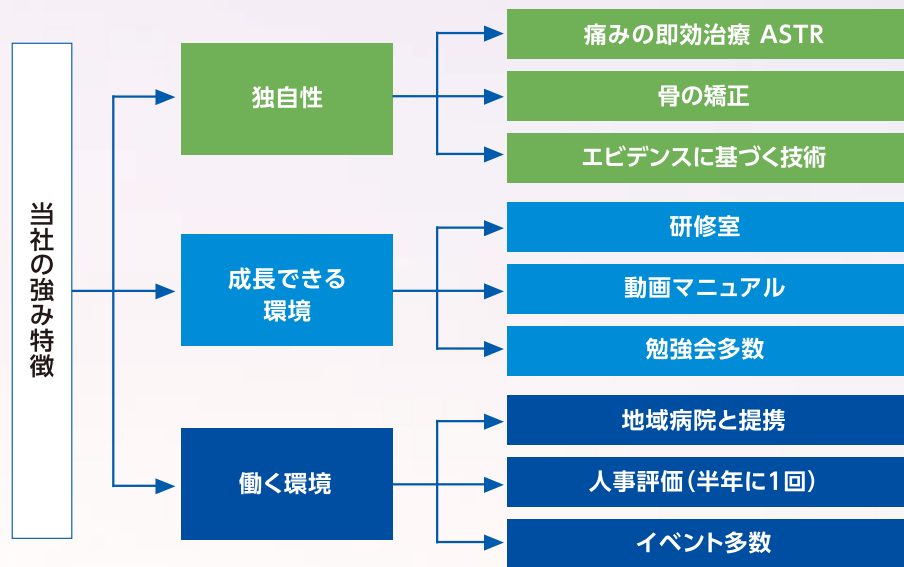 当社の強み特徴
独自性
痛みの即効治療 ASTR
骨の矯正
エビデンスに基づく技術
成長できる
環境
研修室
動画マニュアル
勉強会多数
働く環境
地域病院と提携
人事評価(半年に1回)
イベント多数